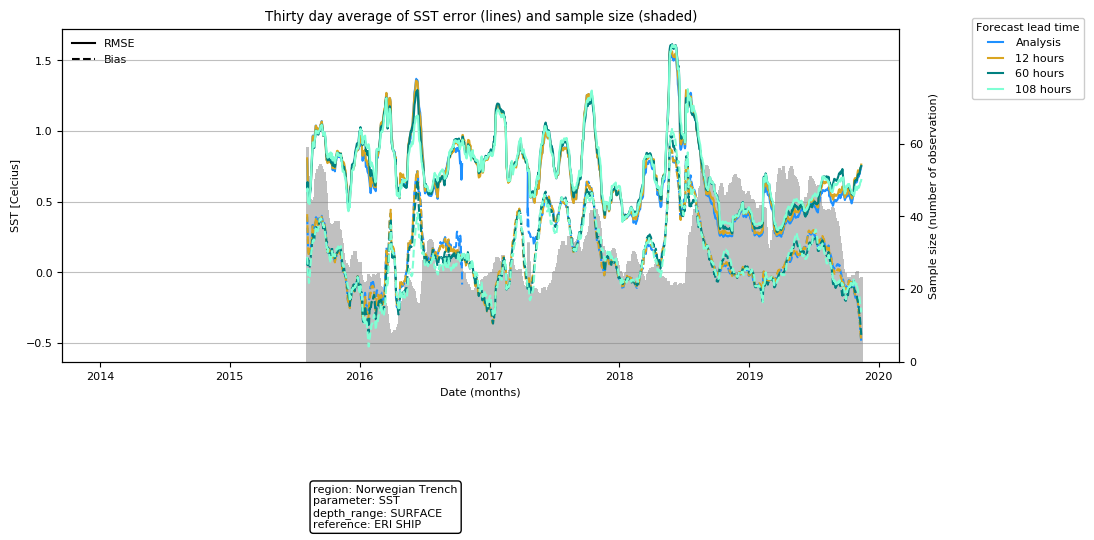 Thirty day average of SST error (lines) and sample size (shaded)
RMSE
Bias
Forecast lead time
Analysis
12 hours
60 hours
108 hours
SST [Celcius]
1.5
1.0
0.5
0.0
−0.5
Sample size (number of observation)
60
40
20
0
2014
2015
2016
2017
2018
2019
2020
Date (months)
region: Norwegian Trench
parameter: SST
depth_range: SURFACE
reference: ERI SHIP